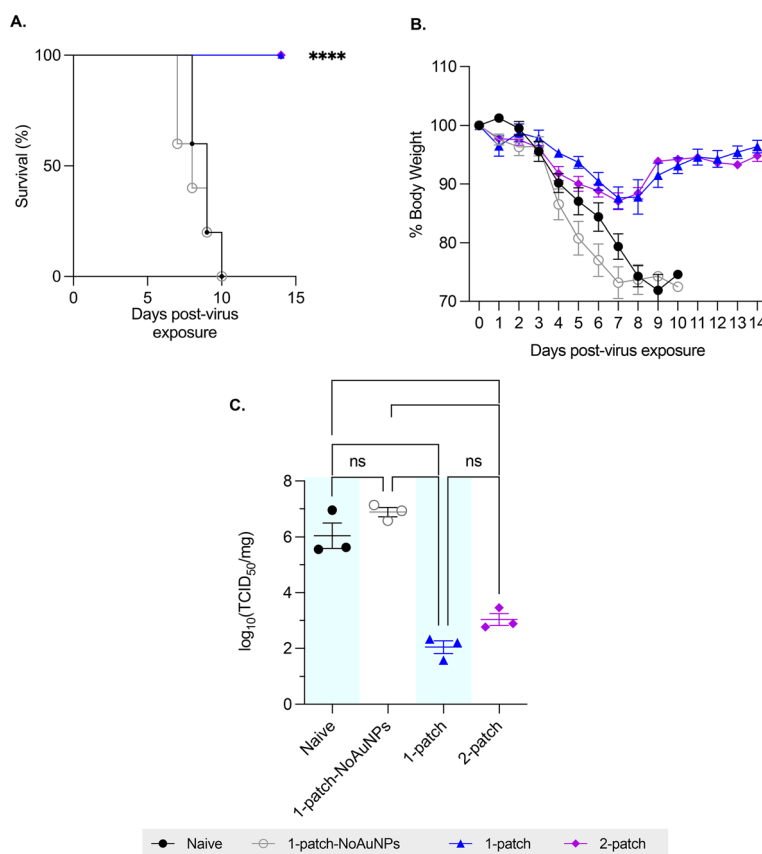 A.
100
50
0
Survival (%)
****
0 5 10 15
Days post-virus
exposure
B.
110
100
90
80
70
% Body Weight
0 1 2 3 4 5 6 7 8 9 10 11 12 13 14
Days post-virus exposure
C.
ns ns
8
6
4
2
0
log10(TCID50/mg)
Naive
1-patch-NoAuNPs
1-patch
2-patch
Naive 1-patch-NoAuNPs 1-patch 2-patch